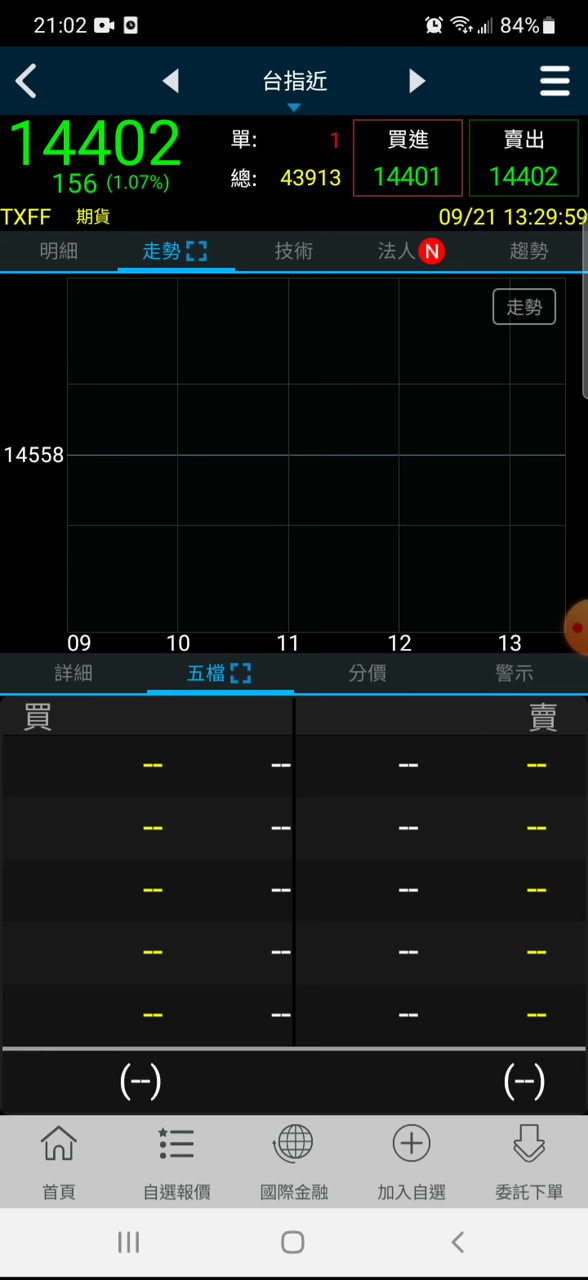 21:02 84%
台指近
14402
156 (1.07%)
單: 1
總: 43913
買進
14401
賣出
14402
TXFF 期貨 09/21 13:29:59
明細 走勢 技術 法人 N 趨勢
走勢
14558
09 10 11 12 13
詳細 五檔 分價 警示
買 賣
-- -- -- --
-- -- -- --
-- -- -- --
-- -- -- --
-- -- -- --
(--) (--)
首頁 自選報價 國際金融 加入自選 委託下單